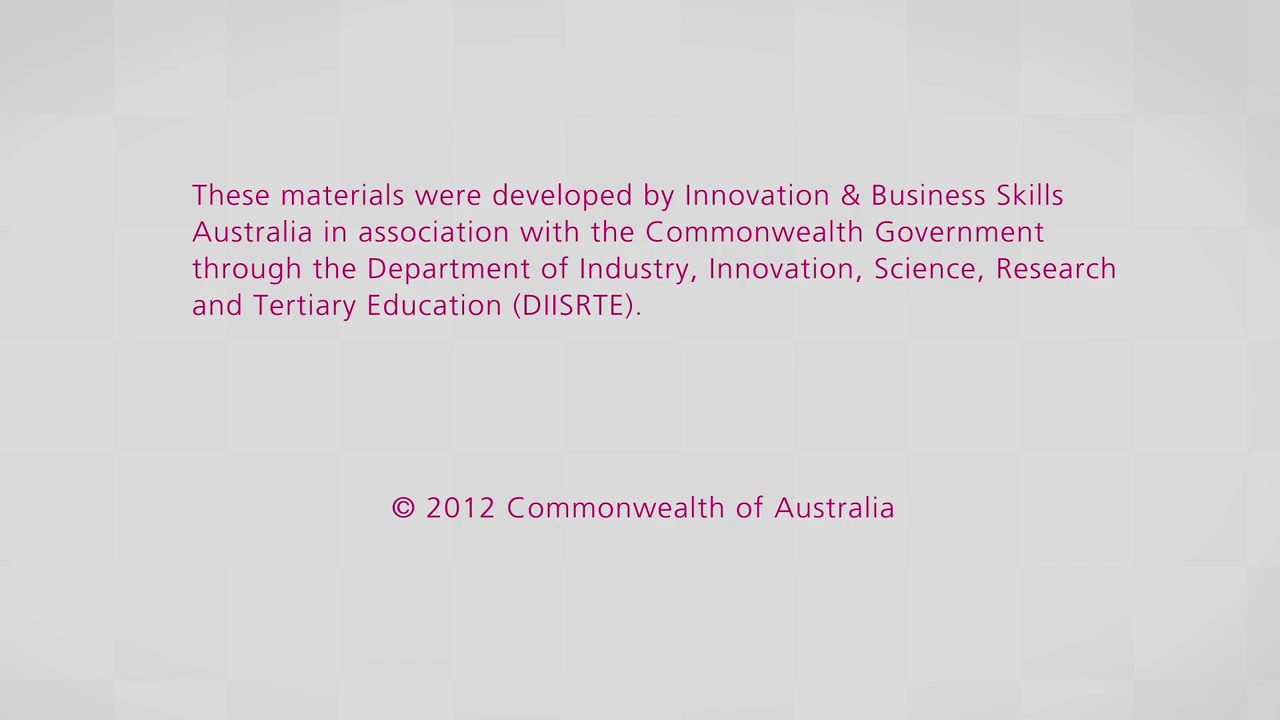 These materials were developed by Innovation & Business Skills
Australia in association with the Commonwealth Government
through the Department of Industry, Innovation, Science, Research
and Tertiary Education (DIISRTE).
© 2012 Commonwealth of Australia